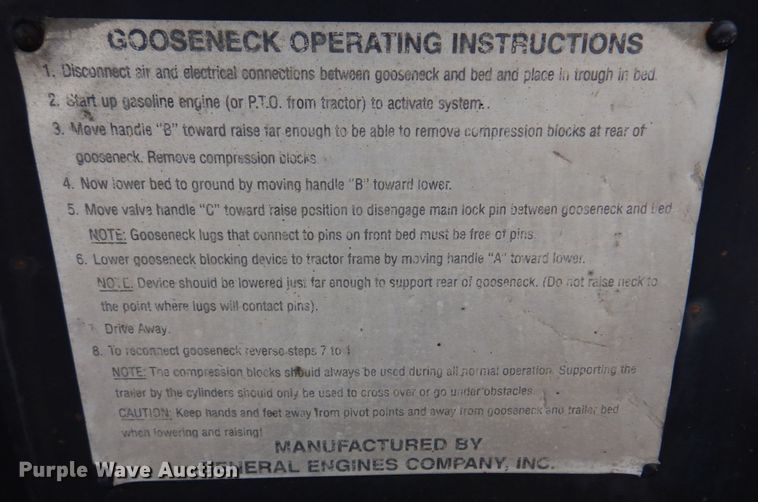 GOOSENECK OPERATING INSTRUCTIONS
1. Disconnect air and electrical connections between gooseneck and bed and place in trough in bed.
2. Start up gasoline engine (or P.T.O. from tractor) to activate system.
3. Move handle "B" toward raise far enough to be able to remove compression blocks at rear of
gooseneck. Remove compression blocks
4. Now lower bed to ground by moving handle "B" toward lower.
5. Move valve handle "C" toward raise position to disengage main lock pin between gooseneck and bed
NOTE: Gooseneck lugs that connect to pins on front bed must be free of pins.
6. Lower gooseneck blocking device to tractor frame by moving handle "A" toward lower.
NOTE: Device should be lowered just far enough to support rear of gooseneck. (Do not raise neck to
the point where lugs will contact pins).
7 Drive Away.
8. To reconnect gooseneck reverse steps 7 to 1
NOTE: The compression blocks should always be used during all normal operation. Supporting the
trailer by the cylinders should only be used to cross over or go under obstacles.
CAUTION: Keep hands and feet away from pivot points and away from gooseneck and trailer bed
when lowering and raising!
MANUFACTURED BY
GENERAL ENGINES COMPANY, INC.
Purple Wave Auction